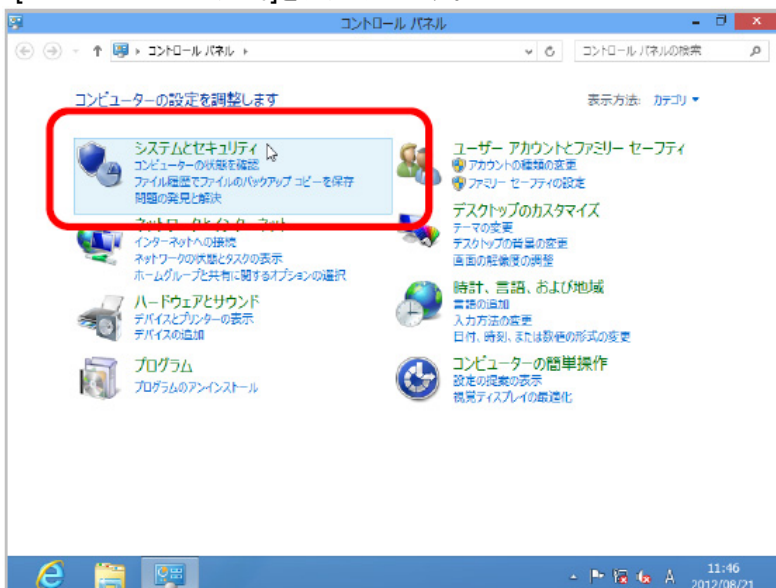 コントロール パネル
コントロール パネル
コントロール パネルの検索
コンピューターの設定を調整します
表示方法: カテゴリ
システムとセキュリティ
コンピューターの状態を確認
ファイル履歴でファイルのバックアップ コピーを保存
問題の発見と解決
ネットワークとインターネット
インターネットへの接続
ネットワークの状態とタスクの表示
ホームグループと共有に関するオプションの選択
ハードウェアとサウンド
デバイスとプリンターの表示
デバイスの追加
プログラム
プログラムのアンインストール
ユーザー アカウントとファミリー セーフティ
アカウントの種類の変更
ファミリー セーフティの設定
デスクトップのカスタマイズ
テーマの変更
デスクトップの背景の変更
画面の解像度の調整
時計、言語、および地域
言語の追加
入力方法の変更
日付、時刻、または数値の形式の変更
コンピューターの簡単操作
設定の提案の表示
視覚ディスプレイの最適化
A
11:46
2012/08/21